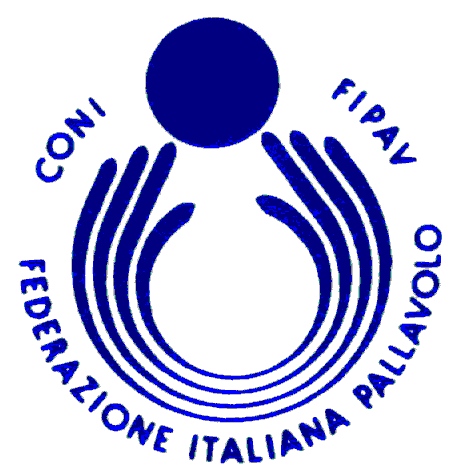 CONI
FIPAV
FEDERAZIONE ITALIANA PALLAVOLO